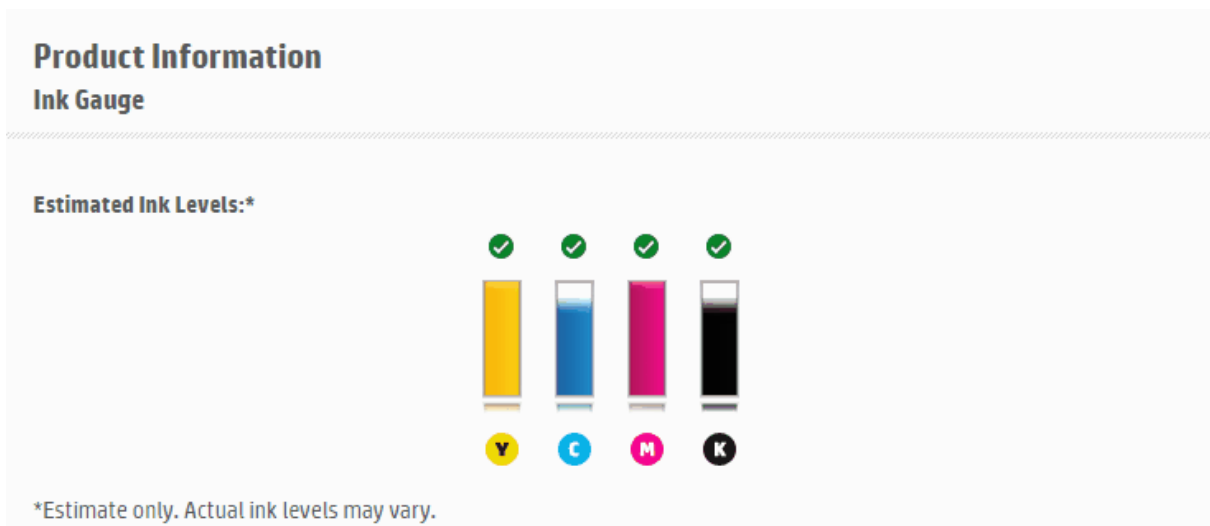 Product Information
Ink Gauge
Estimated Ink Levels:*
Y C M K
*Estimate only. Actual ink levels may vary.